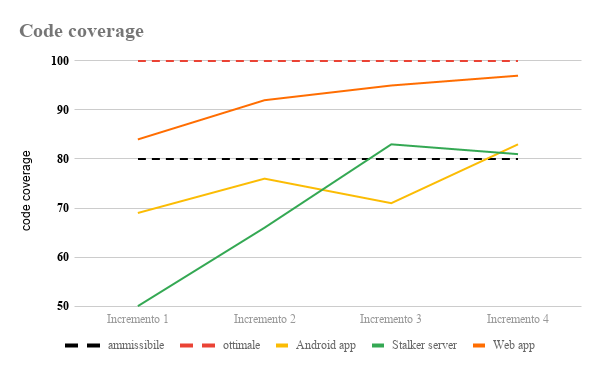 Code coverage
code coverage
100
90
80
70
60
50
Incremento 1 Incremento 2 Incremento 3 Incremento 4
ammissibile ottimale Android app Stalker server Web app